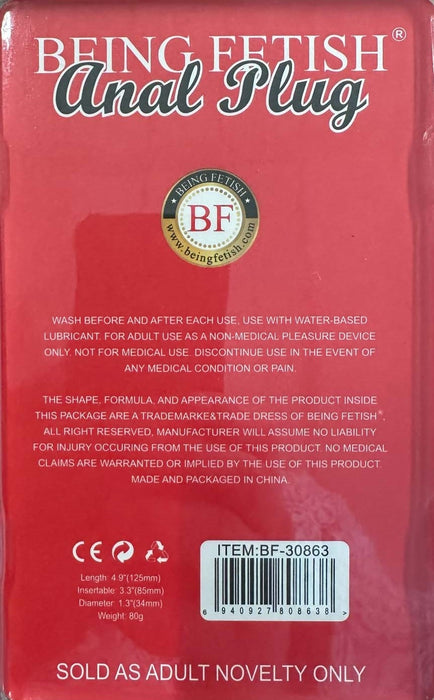 BEING FETISH®
Anal Plug
BEING FETISH
BF
www.beingfetish.com
WASH BEFORE AND AFTER EACH USE, USE WITH WATER-BASED
LUBRICANT. FOR ADULT USE AS A NON-MEDICAL PLEASURE DEVICE
ONLY. NOT FOR MEDICAL USE. DISCONTINUE USE IN THE EVENT OF
ANY MEDICAL CONDITION OR PAIN.
THE SHAPE, FORMULA, AND APPEARANCE OF THE PRODUCT INSIDE
THIS PACKAGE ARE A TRADEMARK&TRADE DRESS OF BEING FETISH®.
ALL RIGHT RESERVED, MANUFACTURER WILL ASSUME NO LIABILITY
FOR INJURY OCCURING FROM THE USE OF THIS PRODUCT. NO MEDICAL
CLAIMS ARE WARRANTED OR IMPLIED BY THE USE OF THIS PRODUCT.
MADE AND PACKAGED IN CHINA.
CE
ITEM:BF-30863
Length: 4.9"(125mm)
Insertable: 3.3"(85mm)
Diameter: 1.3"(34mm)
Weight: 80g
6 940927 808638 >
SOLD AS ADULT NOVELTY ONLY